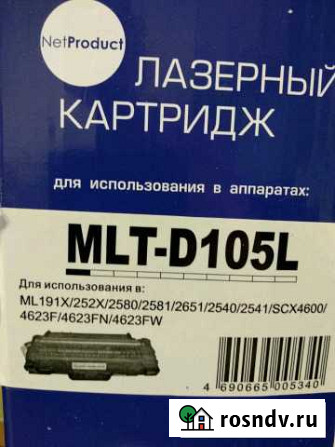 NetProduct
ЛАЗЕРНЫЙ
КАРТРИДЖ
для использования в аппаратах:
MLT-D105L
Для использования в:
ML191X/252X/2580/2581/2651/2540/2541/SCX4600/
4623F/4623FN/4623FW
4 690665 005340
rosndv.ru